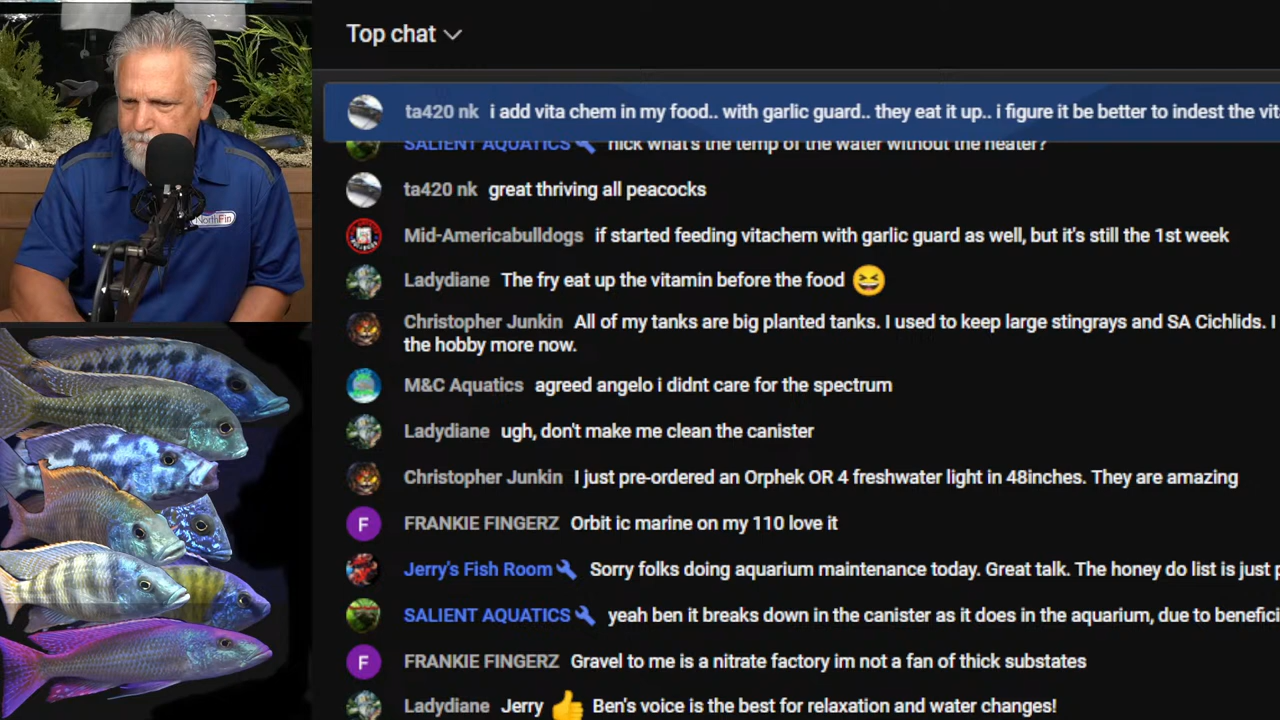 Top chat
ta420 nk i add vita chem in my food.. with garlic guard.. they eat it up.. i figure it be better to indest the vit
SALIENT AQUATICS nick what's the temp of the water without the heater?
ta420 nk great thriving all peacocks
Mid-Americabulldogs if started feeding vitachem with garlic guard as well, but it's still the 1st week
Ladydiane The fry eat up the vitamin before the food 😆
Christopher Junkin All of my tanks are big planted tanks. I used to keep large stingrays and SA Cichlids. I
the hobby more now.
M&C Aquatics agreed angelo i didnt care for the spectrum
Ladydiane ugh, don't make me clean the canister
Christopher Junkin I just pre-ordered an Orphek OR 4 freshwater light in 48inches. They are amazing
F FRANKIE FINGERZ Orbit ic marine on my 110 love it
Jerry's Fish Room Sorry folks doing aquarium maintenance today. Great talk. The honey do list is just p
SALIENT AQUATICS yeah ben it breaks down in the canister as it does in the aquarium, due to benefici
F FRANKIE FINGERZ Gravel to me is a nitrate factory im not a fan of thick substates
Ladydiane Jerry 👍 Ben's voice is the best for relaxation and water changes!
NorthFin